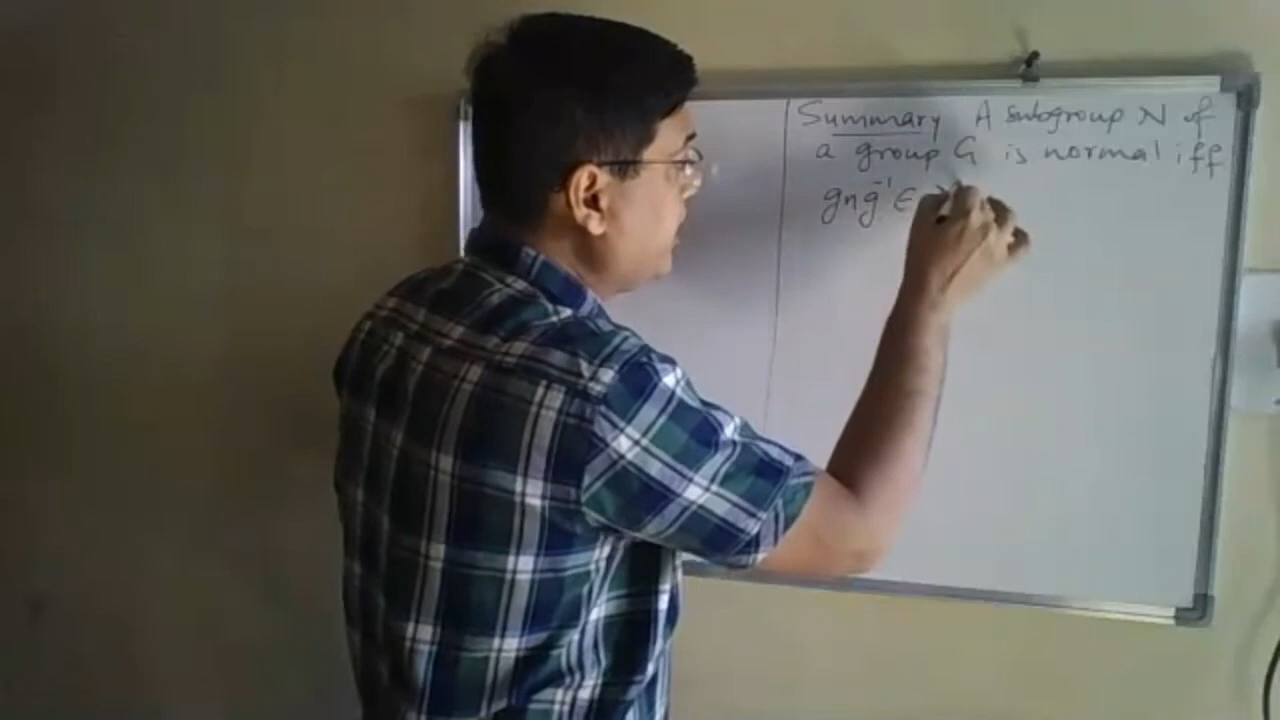 Summary A subgroup N of
a group G is normal iff
gng⁻¹ ∈